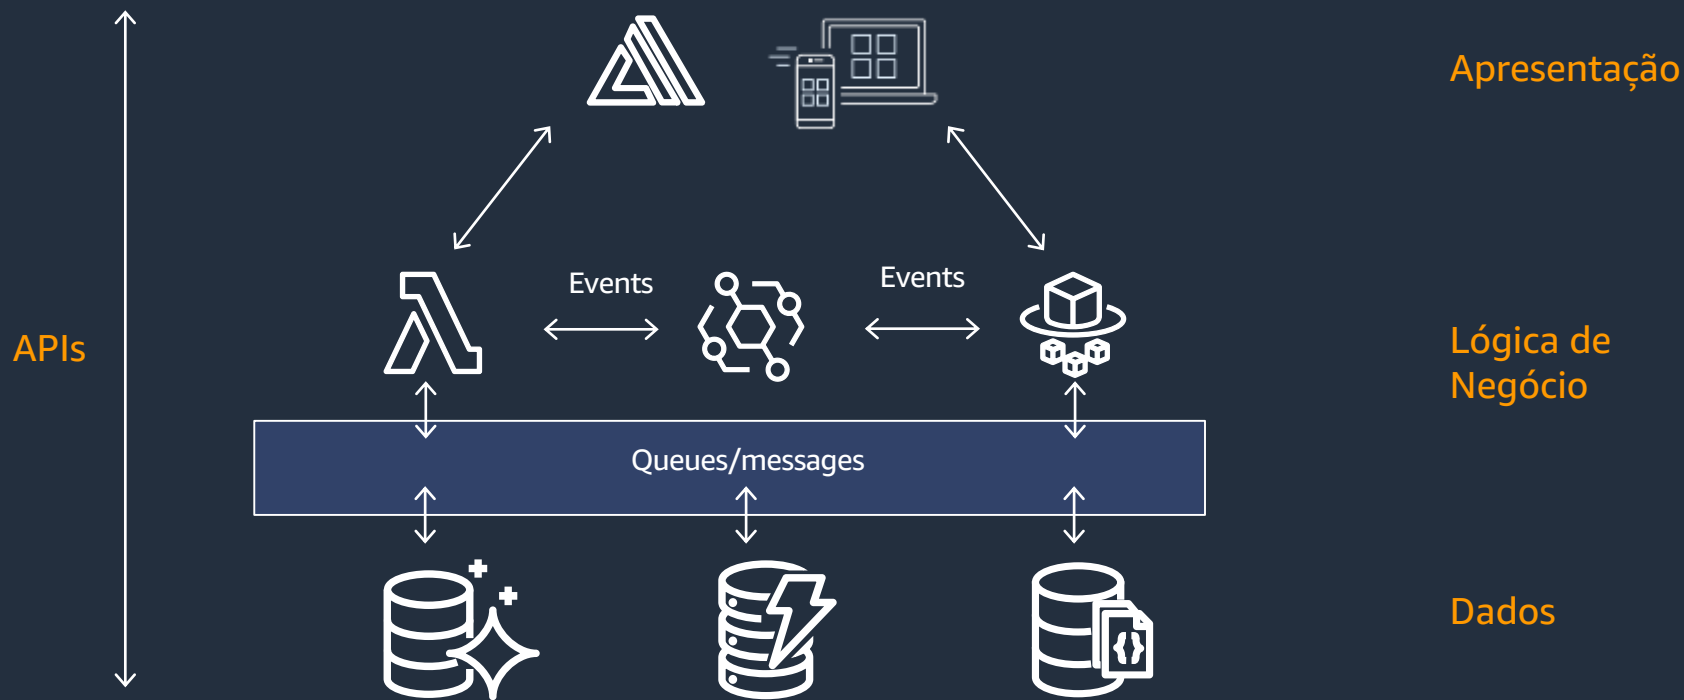 Apresentação
Events
Events
APIs
Lógica de
Negócio
Queues/messages
Dados